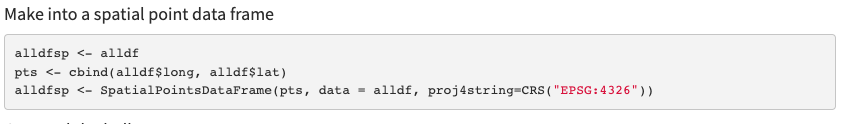 Make into a spatial point data frame
alldfsp <- alldf
pts <- cbind(alldf$long, alldf$lat)
alldfsp <- SpatialPointsDataFrame(pts, data = alldf, proj4string=CRS("EPSG:4326"))